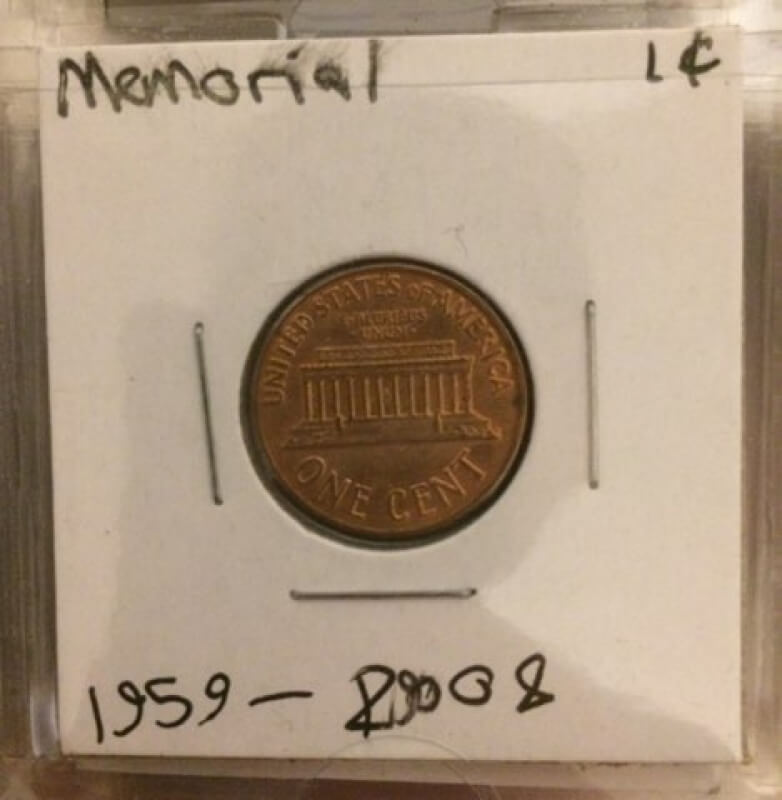 Memorial 1¢
UNITED STATES OF AMERICA
E PLURIBUS
UNUM
ONE CENT
1959 - 2008